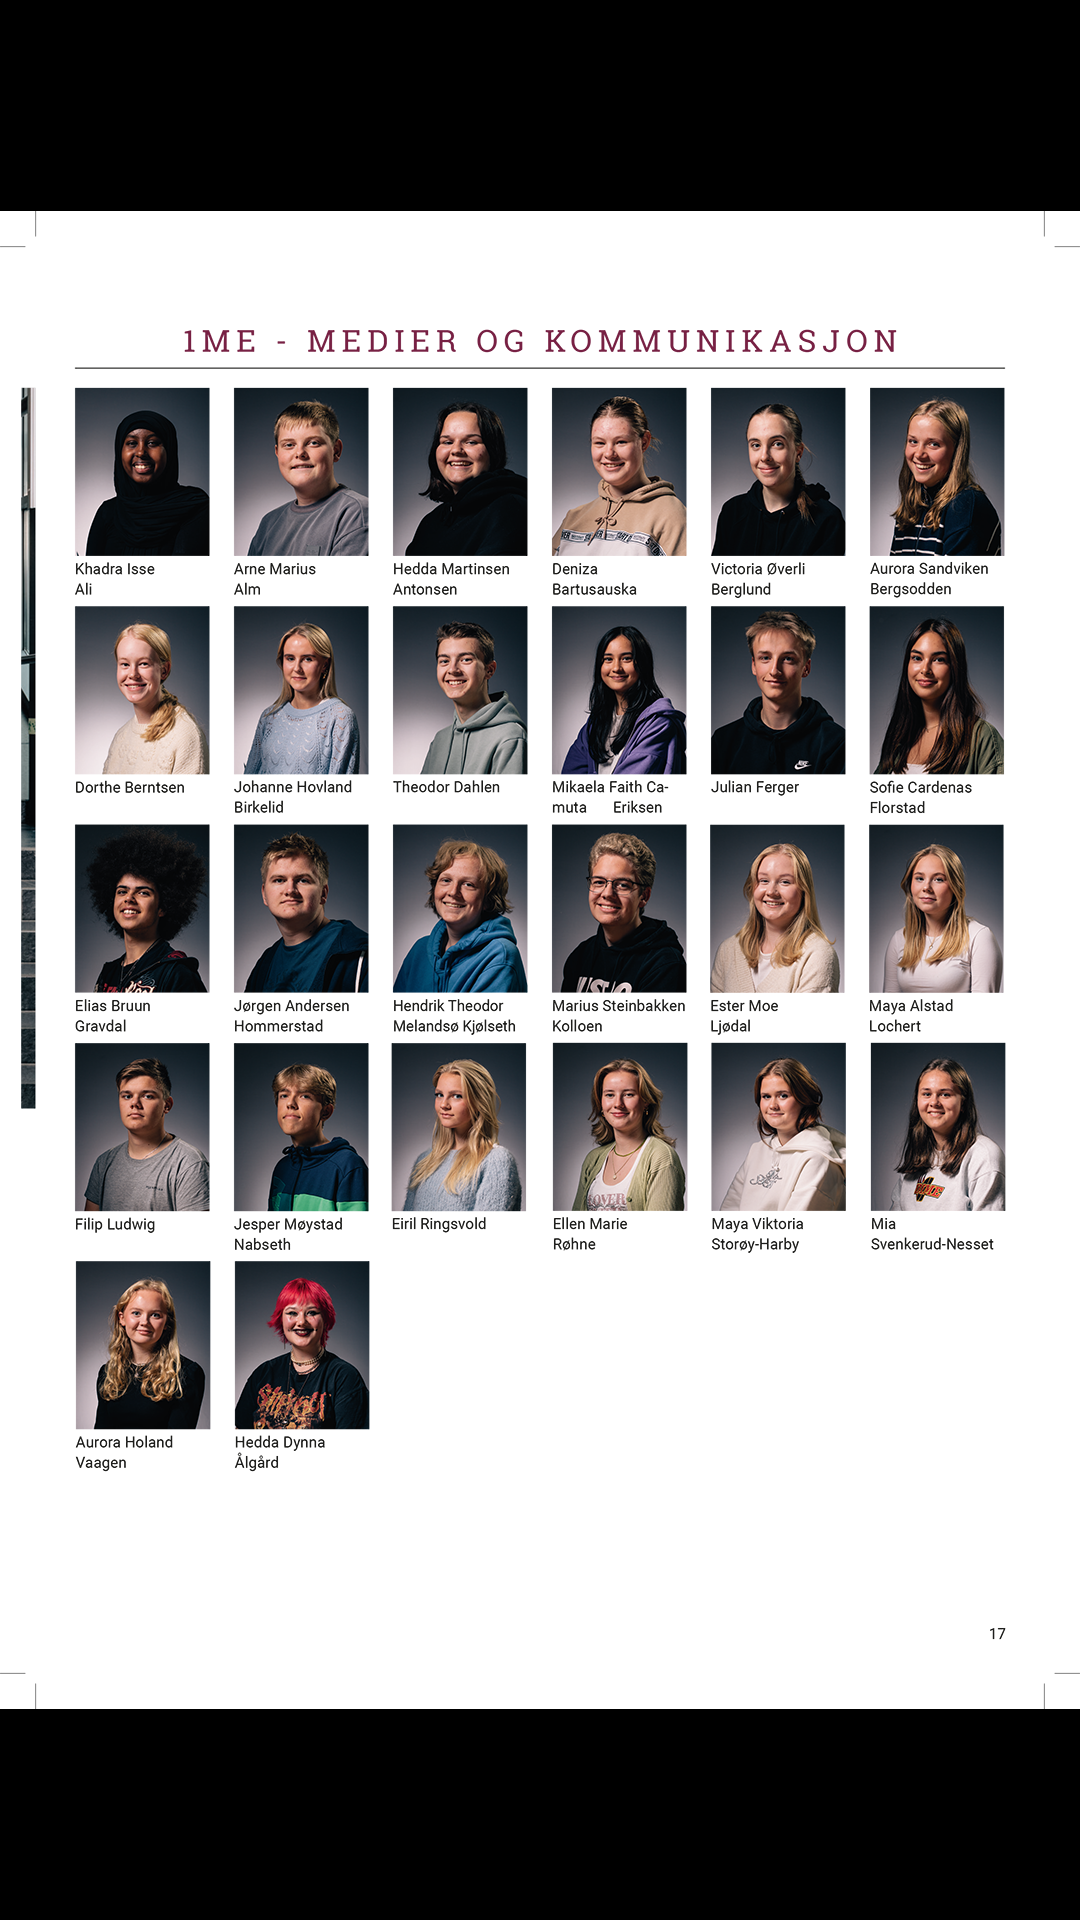 1ME - MEDIER OG KOMMUNIKASJON
Khadra Isse
Ali
Arne Marius
Alm
Hedda Martinsen
Antonsen
Deniza
Bartusauska
Victoria Øverli
Berglund
Aurora Sandviken
Bergsodden
Dorthe Berntsen
Johanne Hovland
Birkelid
Theodor Dahlen
Mikaela Faith Ca-
muta Eriksen
Julian Ferger
Sofie Cardenas
Florstad
Elias Bruun
Gravdal
Jørgen Andersen
Hommerstad
Hendrik Theodor
Melandsø Kjølseth
Marius Steinbakken
Kolloen
Ester Moe
Ljødal
Maya Alstad
Lochert
Filip Ludwig
Jesper Møystad
Nabseth
Eiril Ringsvold
Ellen Marie
Røhne
Maya Viktoria
Storøy-Harby
Mia
Svenkerud-Nesset
Aurora Holand
Vaagen
Hedda Dynna
Ålgård
17